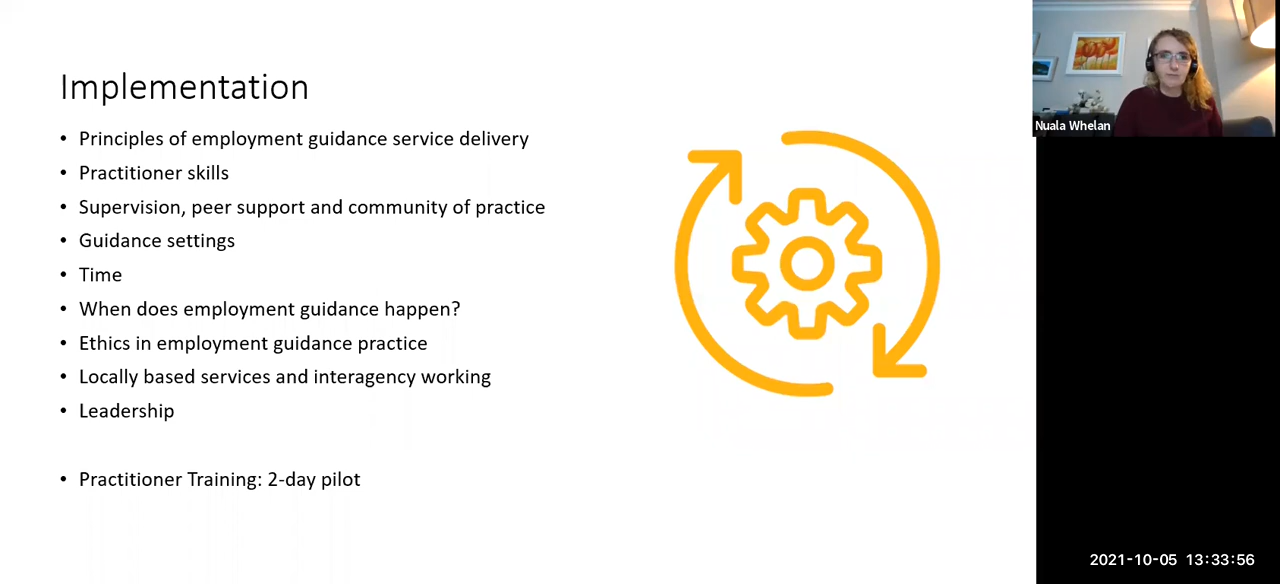 Implementation
• Principles of employment guidance service delivery
• Practitioner skills
• Supervision, peer support and community of practice
• Guidance settings
• Time
• When does employment guidance happen?
• Ethics in employment guidance practice
• Locally based services and interagency working
• Leadership
• Practitioner Training: 2-day pilot
Nuala Whelan
2021-10-05 13:33:56